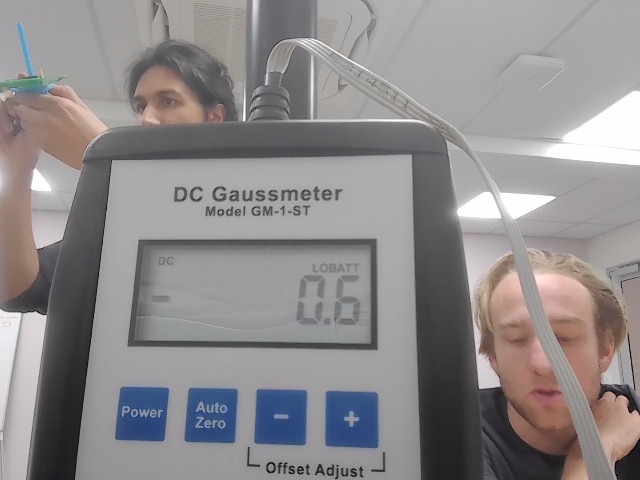 DC Gaussmeter
Model GM-1-ST
DC
LOBATT
- 0.6
Power
Auto
Zero
-
+
Offset Adjust